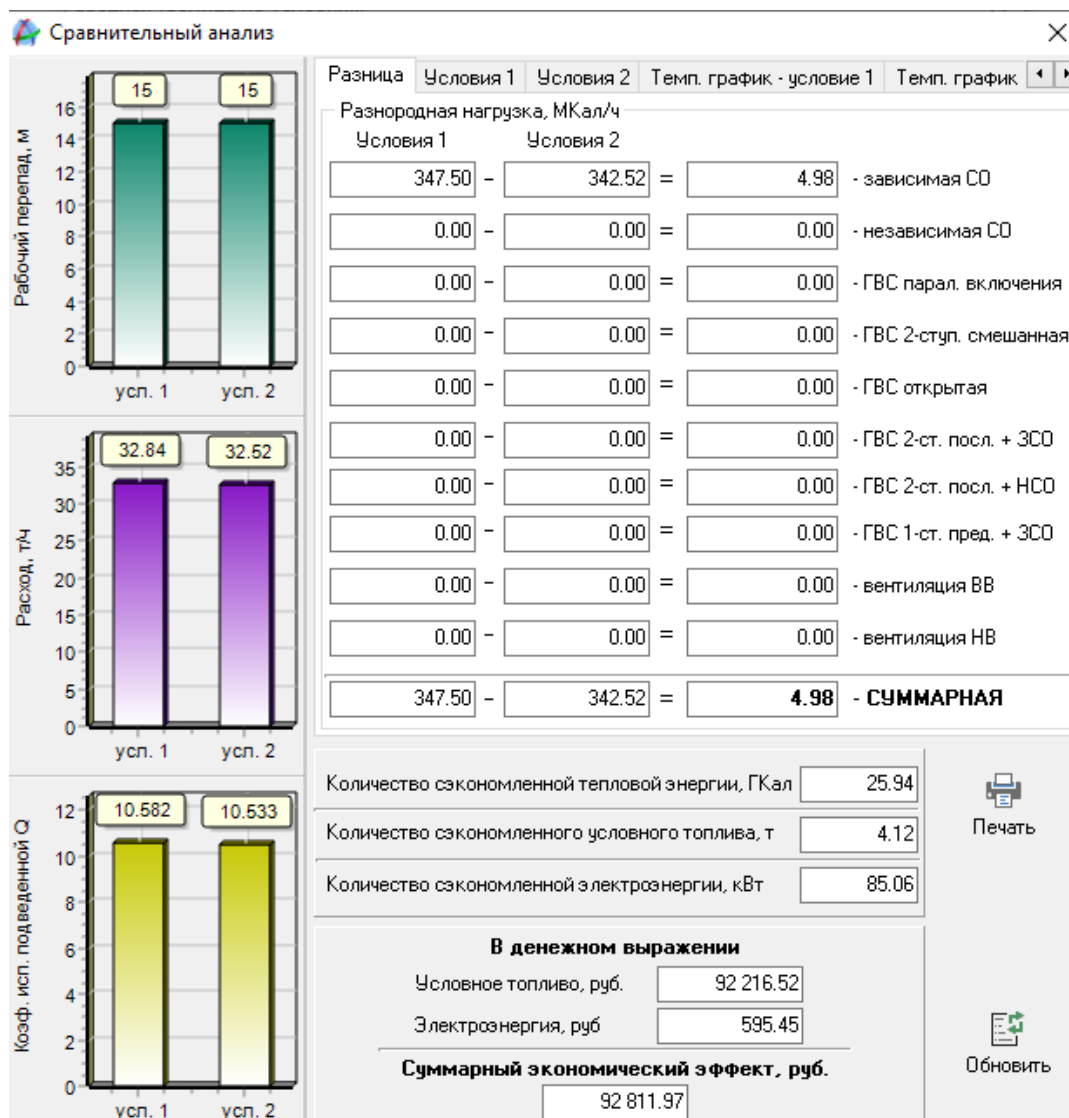 Сравнительный анализ
Рабочий перепад, м
16
14
12
10
8
6
4
2
0
15
15
усл. 1
усл. 2
Расход, т/ч
35
30
25
20
15
10
5
0
32.84
32.52
усл. 1
усл. 2
Коэф. исп. подведенной Q
12
10
8
6
4
2
0
10.582
10.533
усл. 1
усл. 2
Разница Условия 1 Условия 2 Темп. график - условие 1 Темп. график
Разнородная нагрузка, МКал/ч
Условия 1 Условия 2
347.50 – 342.52 = 4.98 - зависимая СО
0.00 – 0.00 = 0.00 - независимая СО
0.00 – 0.00 = 0.00 - ГВС парал. включения
0.00 – 0.00 = 0.00 - ГВС 2-ступ. смешанная
0.00 – 0.00 = 0.00 - ГВС открытая
0.00 – 0.00 = 0.00 - ГВС 2-ст. посл. + ЗСО
0.00 – 0.00 = 0.00 - ГВС 2-ст. посл. + НСО
0.00 – 0.00 = 0.00 - ГВС 1-ст. пред. + ЗСО
0.00 – 0.00 = 0.00 - вентиляция ВВ
0.00 – 0.00 = 0.00 - вентиляция НВ
347.50 – 342.52 = 4.98 - СУММАРНАЯ
Количество сэкономленной тепловой энергии, ГКал 25.94
Количество сэкономленного условного топлива, т 4.12
Количество сэкономленной электроэнергии, кВт 85.06
Печать
В денежном выражении
Условное топливо, руб. 92 216.52
Электроэнергия, руб 595.45
Суммарный экономический эффект, руб.
92 811.97
Обновить